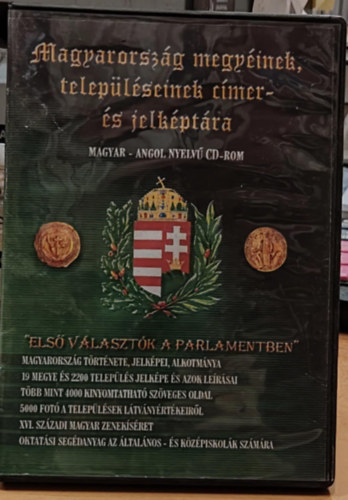 Magyarország megyéinek,
településeinek címer-
és jelképtára
MAGYAR - ANGOL NYELVŰ CD-ROM
"ELSŐ VÁLASZTÓK A PARLAMENTBEN"
MAGYARORSZÁG TÖRTÉNETE, JELKÉPEI, ALKOTMÁNYA
19 MEGYE ÉS 2200 TELEPÜLÉS JELKÉPE ÉS AZOK LEÍRÁSAI
TÖBB MINT 4000 KINYOMTATHATÓ SZÖVEGES OLDAL
5000 FOTÓ A TELEPÜLÉSEK LÁTVÁNYÉRTÉKEIRŐL
XVI. SZÁZADI MAGYAR ZENEKÍSÉRET
OKTATÁSI SEGÉDANYAG AZ ÁLTALÁNOS - ÉS KÖZÉPISKOLÁK SZÁMÁRA